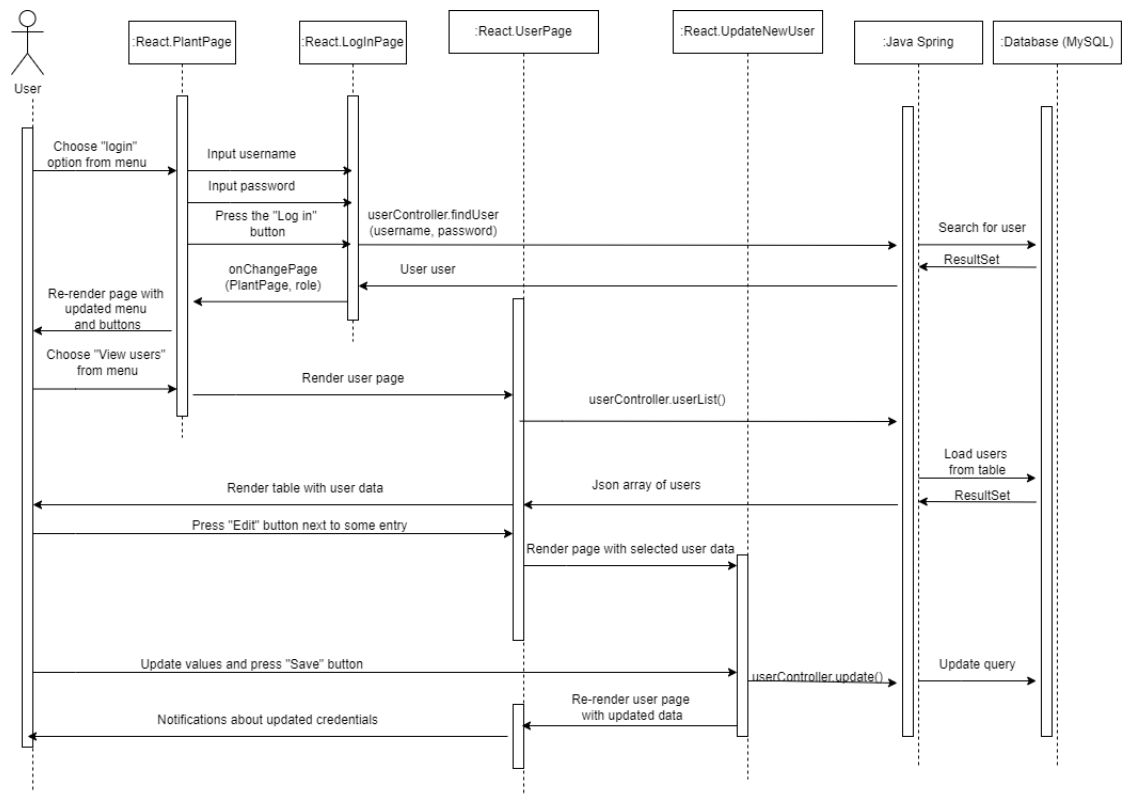 :React.PlantPage
:React.LogInPage
:React.UserPage
:React.UpdateNewUser
:Java Spring
:Database (MySQL)
User
Choose "login"
option from menu
Input username
Input password
Press the "Log in"
button
userController.findUser
(username, password)
Search for user
ResultSet
User user
onChangePage
(PlantPage, role)
Re-render page with
updated menu
and buttons
Choose "View users"
from menu
Render user page
userController.userList()
Load users
from table
ResultSet
Json array of users
Render table with user data
Press "Edit" button next to some entry
Render page with selected user data
Update values and press "Save" button
userController.update()
Update query
Re-render user page
with updated data
Notifications about updated credentials